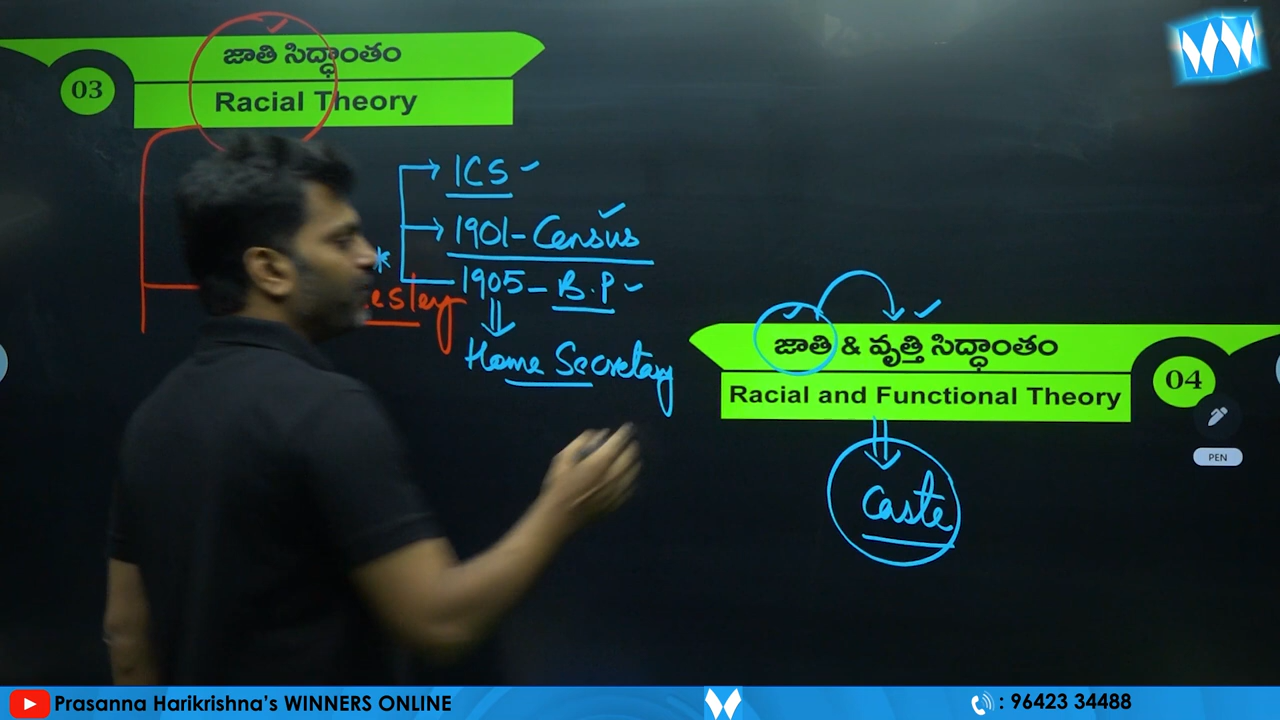 జాతి సిద్ధాంతం
03
Racial Theory
ICS
1901 - Census
1905 - B.P
Home Secretary
జాతి & వృత్తి సిద్ధాంతం
04
Racial and Functional Theory
PEN
Caste
Prasanna Harikrishna's WINNERS ONLINE
: 96423 34488